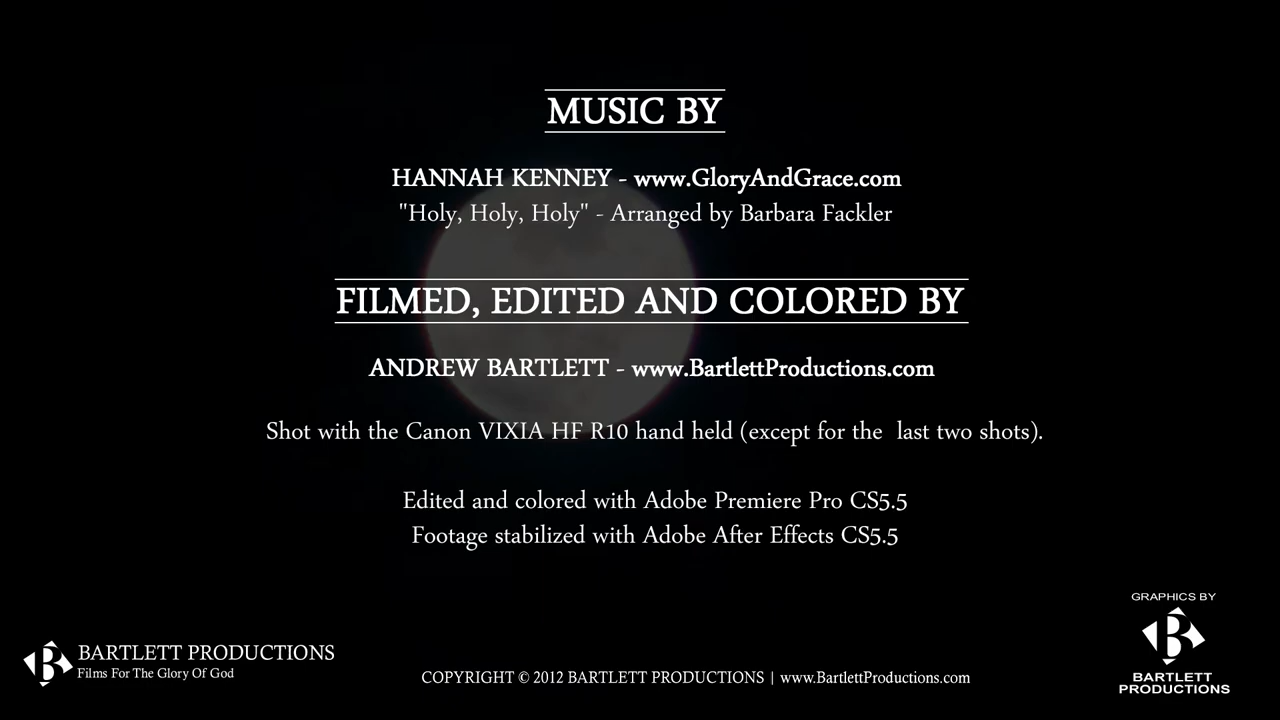 MUSIC BY
HANNAH KENNEY - www.GloryAndGrace.com
"Holy, Holy, Holy" - Arranged by Barbara Fackler
FILMED, EDITED AND COLORED BY
ANDREW BARTLETT - www.BartlettProductions.com
Shot with the Canon VIXIA HF R10 hand held (except for the  last two shots).
Edited and colored with Adobe Premiere Pro CS5.5
Footage stabilized with Adobe After Effects CS5.5
BARTLETT PRODUCTIONS
Films For The Glory Of God
COPYRIGHT © 2012 BARTLETT PRODUCTIONS | www.BartlettProductions.com
GRAPHICS BY
B
BARTLETT
PRODUCTIONS